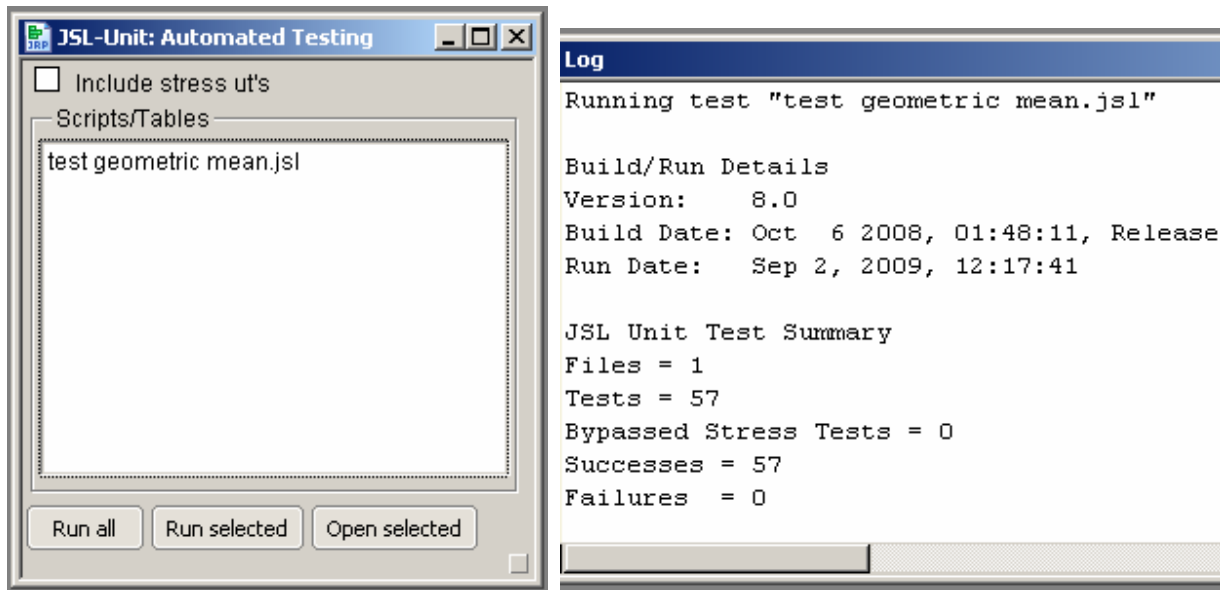 JSL-Unit: Automated Testing
Include stress ut's
Scripts/Tables
test geometric mean.jsl
Run all
Run selected
Open selected
Log
Running test "test geometric mean.jsl"
Build/Run Details
Version: 8.0
Build Date: Oct 6 2008, 01:48:11, Release
Run Date: Sep 2, 2009, 12:17:41
JSL Unit Test Summary
Files = 1
Tests = 57
Bypassed Stress Tests = 0
Successes = 57
Failures = 0